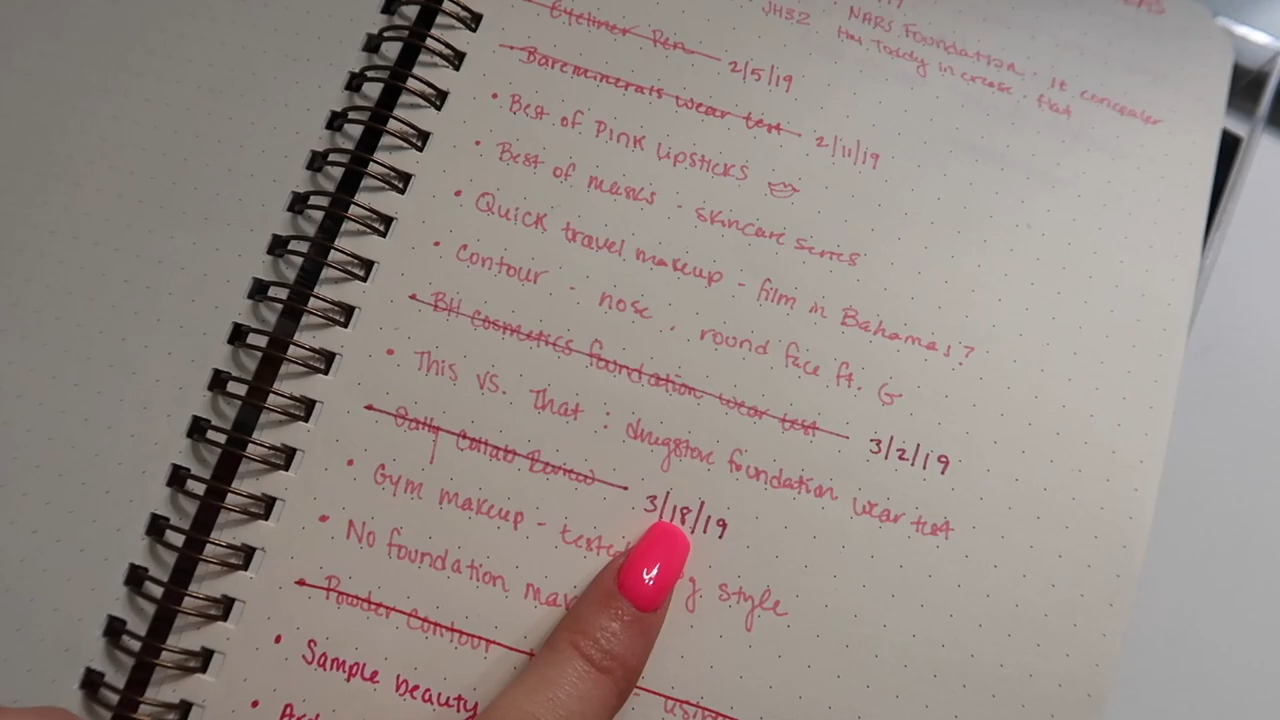 JH32 NARS Foundation · It concealer
Hot Toddy in crease · flat
Eyeliner Pen 2/5/19
Bareminerals wear test 2/11/19
• Best of Pink Lipsticks
• Best of masks - skincare series
• Quick travel makeup - film in Bahamas?
• Contour - nose · round face ft. G
• BH Cosmetics foundation wear test 3/2/19
• This vs. That : drugstore foundation wear test
• Sally Collab Review 3/18/19
• Gym makeup - tested style
• No foundation
• Powder Contour
• Sample beauty